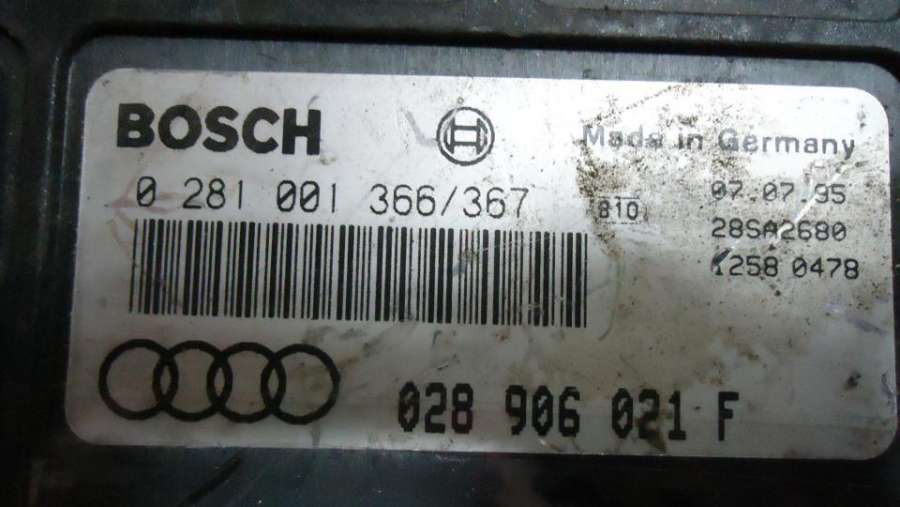 BOSCH
Made in Germany
0 281 001 366/367
810
07.07.95
28SA2680
1258 0478
028 906 021 F